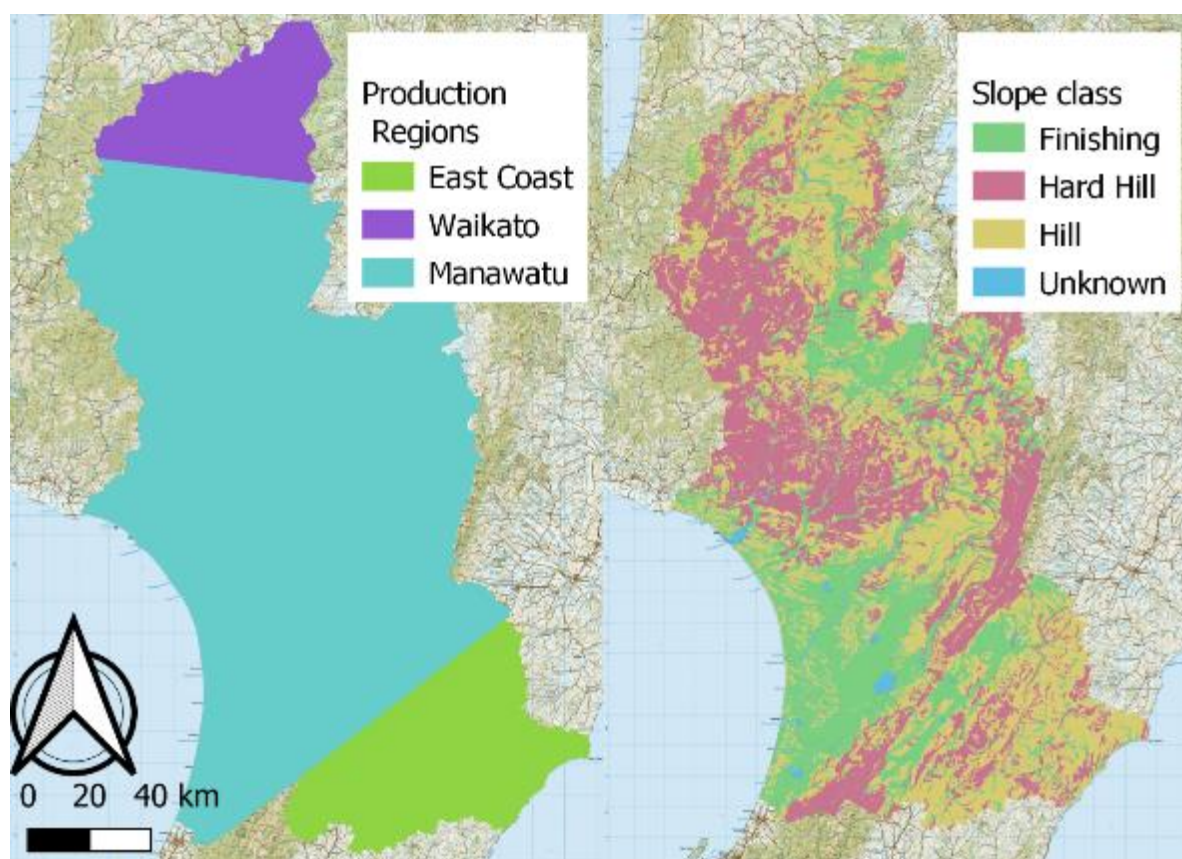 Production
Regions
East Coast
Waikato
Manawatu
0 20 40 km
Slope class
Finishing
Hard Hill
Hill
Unknown